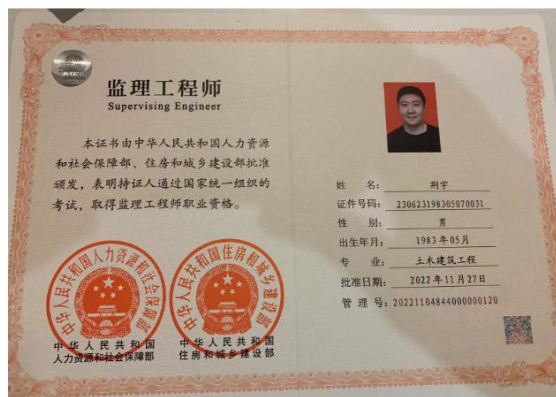 监理工程师
Supervising Engineer
本证书由中华人民共和国人力资源
和社会保障部、住房和城乡建设部批准
颁发，表明持证人通过国家统一组织的
考试，取得监理工程师职业资格。
中华人民共和国人力资源和社会保障部
中华人民共和国住房和城乡建设部
中华人民共和国
人力资源和社会保障部
中华人民共和国
住房和城乡建设部
姓 名： 荆宇
证件号码： 230623198305070031
性 别： 男
出生年月： 1983年05月
专 业： 土木建筑工程
批准日期： 2022年11月27日
管 理 号： 20221104844000000120